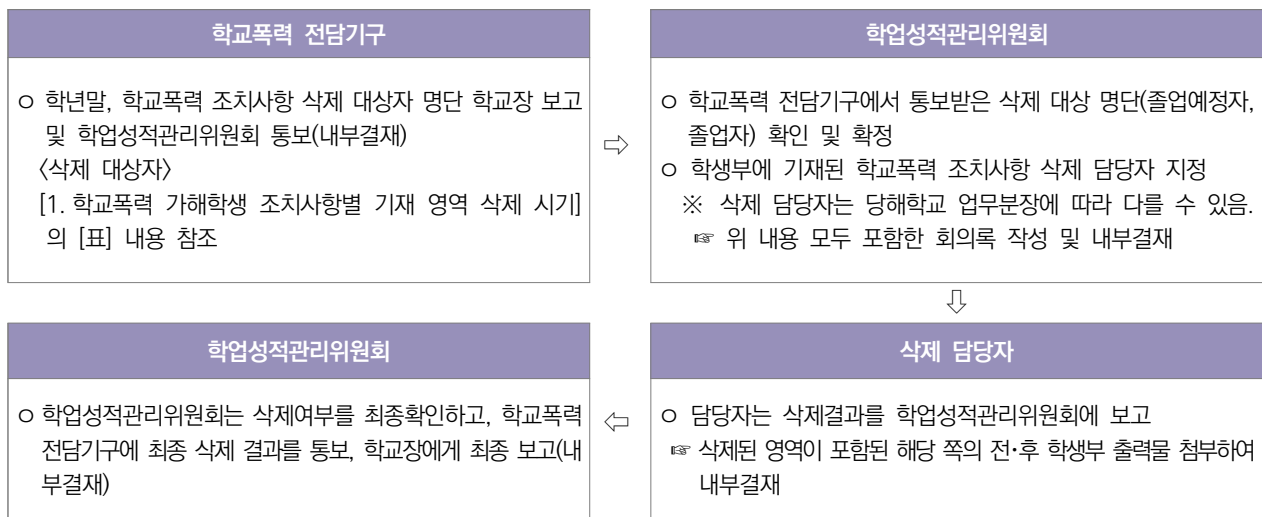 학교폭력 전담기구
ㅇ 학년말, 학교폭력 조치사항 삭제 대상자 명단 학교장 보고
및 학업성적관리위원회 통보(내부결재)
〈삭제 대상자〉
[1. 학교폭력 가해학생 조치사항별 기재 영역 삭제 시기]
의 [표] 내용 참조
⇨
학업성적관리위원회
ㅇ 학교폭력 전담기구에서 통보받은 삭제 대상 명단(졸업예정자,
졸업자) 확인 및 확정
ㅇ 학생부에 기재된 학교폭력 조치사항 삭제 담당자 지정
※ 삭제 담당자는 당해학교 업무분장에 따라 다를 수 있음.
☞ 위 내용 모두 포함한 회의록 작성 및 내부결재
⇩
삭제 담당자
ㅇ 담당자는 삭제결과를 학업성적관리위원회에 보고
☞ 삭제된 영역이 포함된 해당 쪽의 전·후 학생부 출력물 첨부하여
내부결재
⇦
학업성적관리위원회
ㅇ 학업성적관리위원회는 삭제여부를 최종확인하고, 학교폭력
전담기구에 최종 삭제 결과를 통보, 학교장에게 최종 보고(내
부결재)